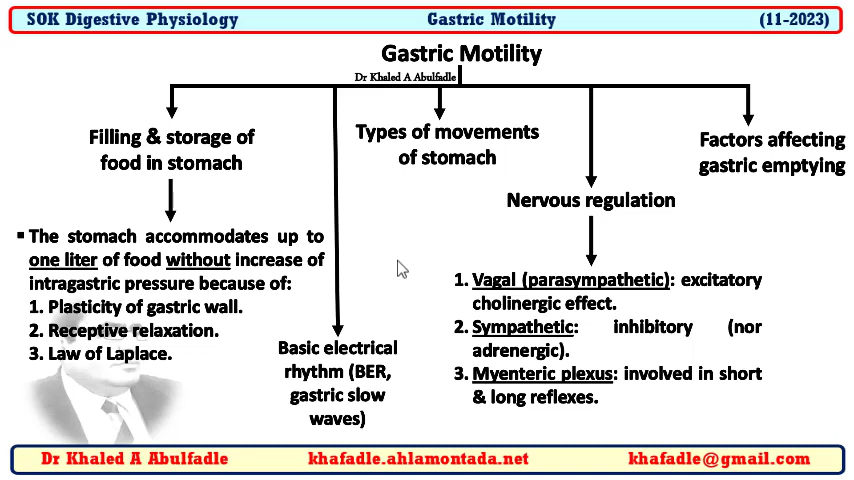 SOK Digestive Physiology Gastric Motility (11-2023)
Gastric Motility
Dr Khaled A Abulfadle
Filling & storage of
food in stomach
▪ The stomach accommodates up to
one liter of food without increase of
intragastric pressure because of:
1. Plasticity of gastric wall.
2. Receptive relaxation.
3. Law of Laplace.
Basic electrical
rhythm (BER,
gastric slow
waves)
Types of movements
of stomach
Nervous regulation
1. Vagal (parasympathetic): excitatory
cholinergic effect.
2. Sympathetic: inhibitory (nor
adrenergic).
3. Myenteric plexus: involved in short
& long reflexes.
Factors affecting
gastric emptying
Dr Khaled A Abulfadle khafadle.ahlamontada.net khafadle@gmail.com